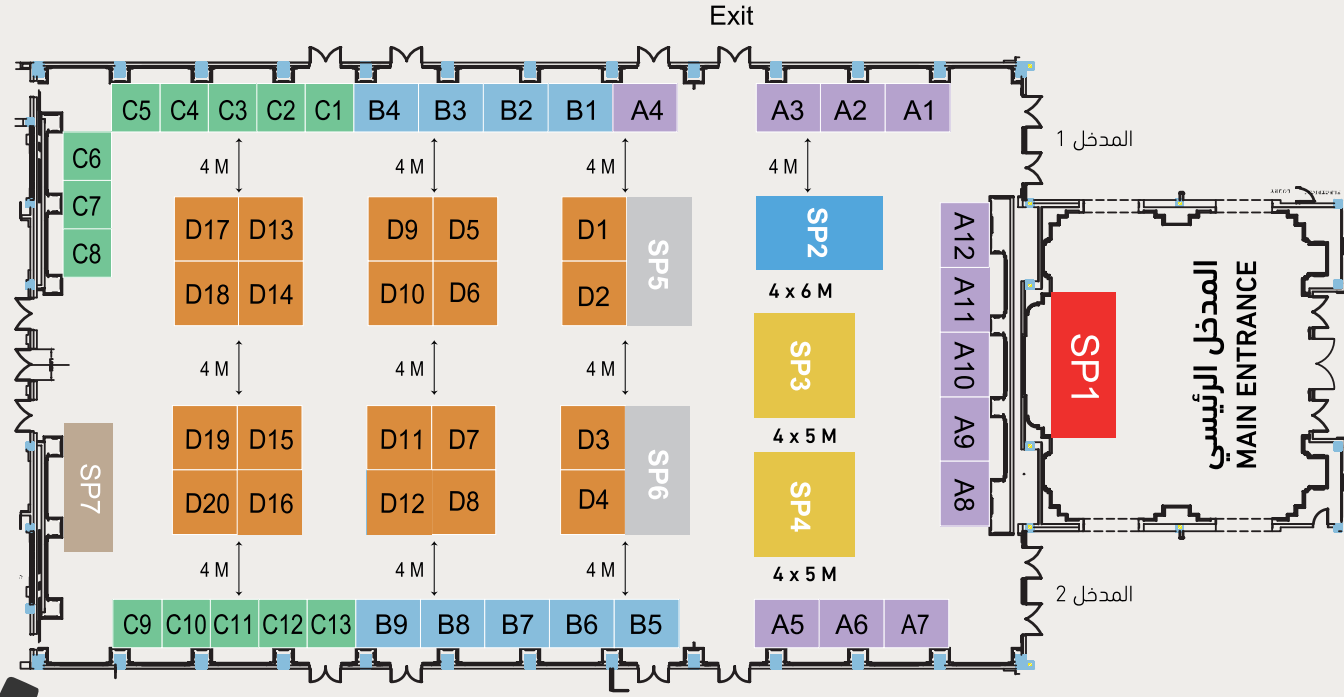 Exit
C5 C4 C3 C2 C1 B4 B3 B2 B1 A4 A3 A2 A1
المدخل 1
C6
4 M 4 M 4 M 4 M
C7
C8
D17 D13 D9 D5 D1 SP5 SP2 A12
D18 D14 D10 D6 D2
4 x 6 M
A11
المدخل الرئيسي
MAIN ENTRANCE
SP1
SP3
A10
4 M 4 M 4 M
4 x 5 M
D19 D15 D11 D7 D3 SP6 A9
SP7
D20 D16 D12 D8 D4 SP4 A8
4 M 4 M 4 M
4 x 5 M
المدخل 2
C9 C10 C11 C12 C13 B9 B8 B7 B6 B5 A5 A6 A7